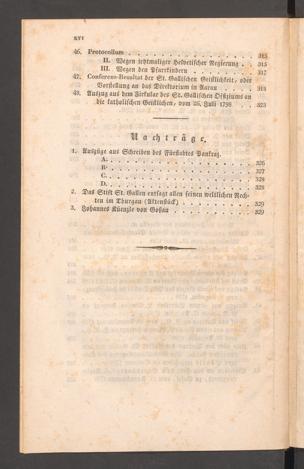 XVI
46. Protocollum . . . . . . . . . . . 315
II. Wegen jedtmaliger Helvetischer Regierung . . 315
III. Wegen den Pfarrkindern . . . . . 317
47. Conferenz-Resultat der St. Gallischen Geistlichkeit, oder
Vorstellung an das Direktorium in Aarau . . . 318
48. Auszug aus dem Zirkular des St. Gallischen Offiziums an
die katholischen Geistlichen, vom 25. Juli 1798 . 323
Nachträge.
1. Auszüge aus Schreiben des Fürstabtes Pankraz.
A. . . . . . . . . . . . . 326
B. . . . . . . . . . . . . 327
C. . . . . . . . . . . . . 328
D. . . . . . . . . . . . . 328
2. Das Stift St. Gallen entsagt allen seinen weltlichen Rech-
ten im Thurgau (Aktenstück) . . . . . . 329
3. Johannes Künzle von Goßau . . . . . . 329